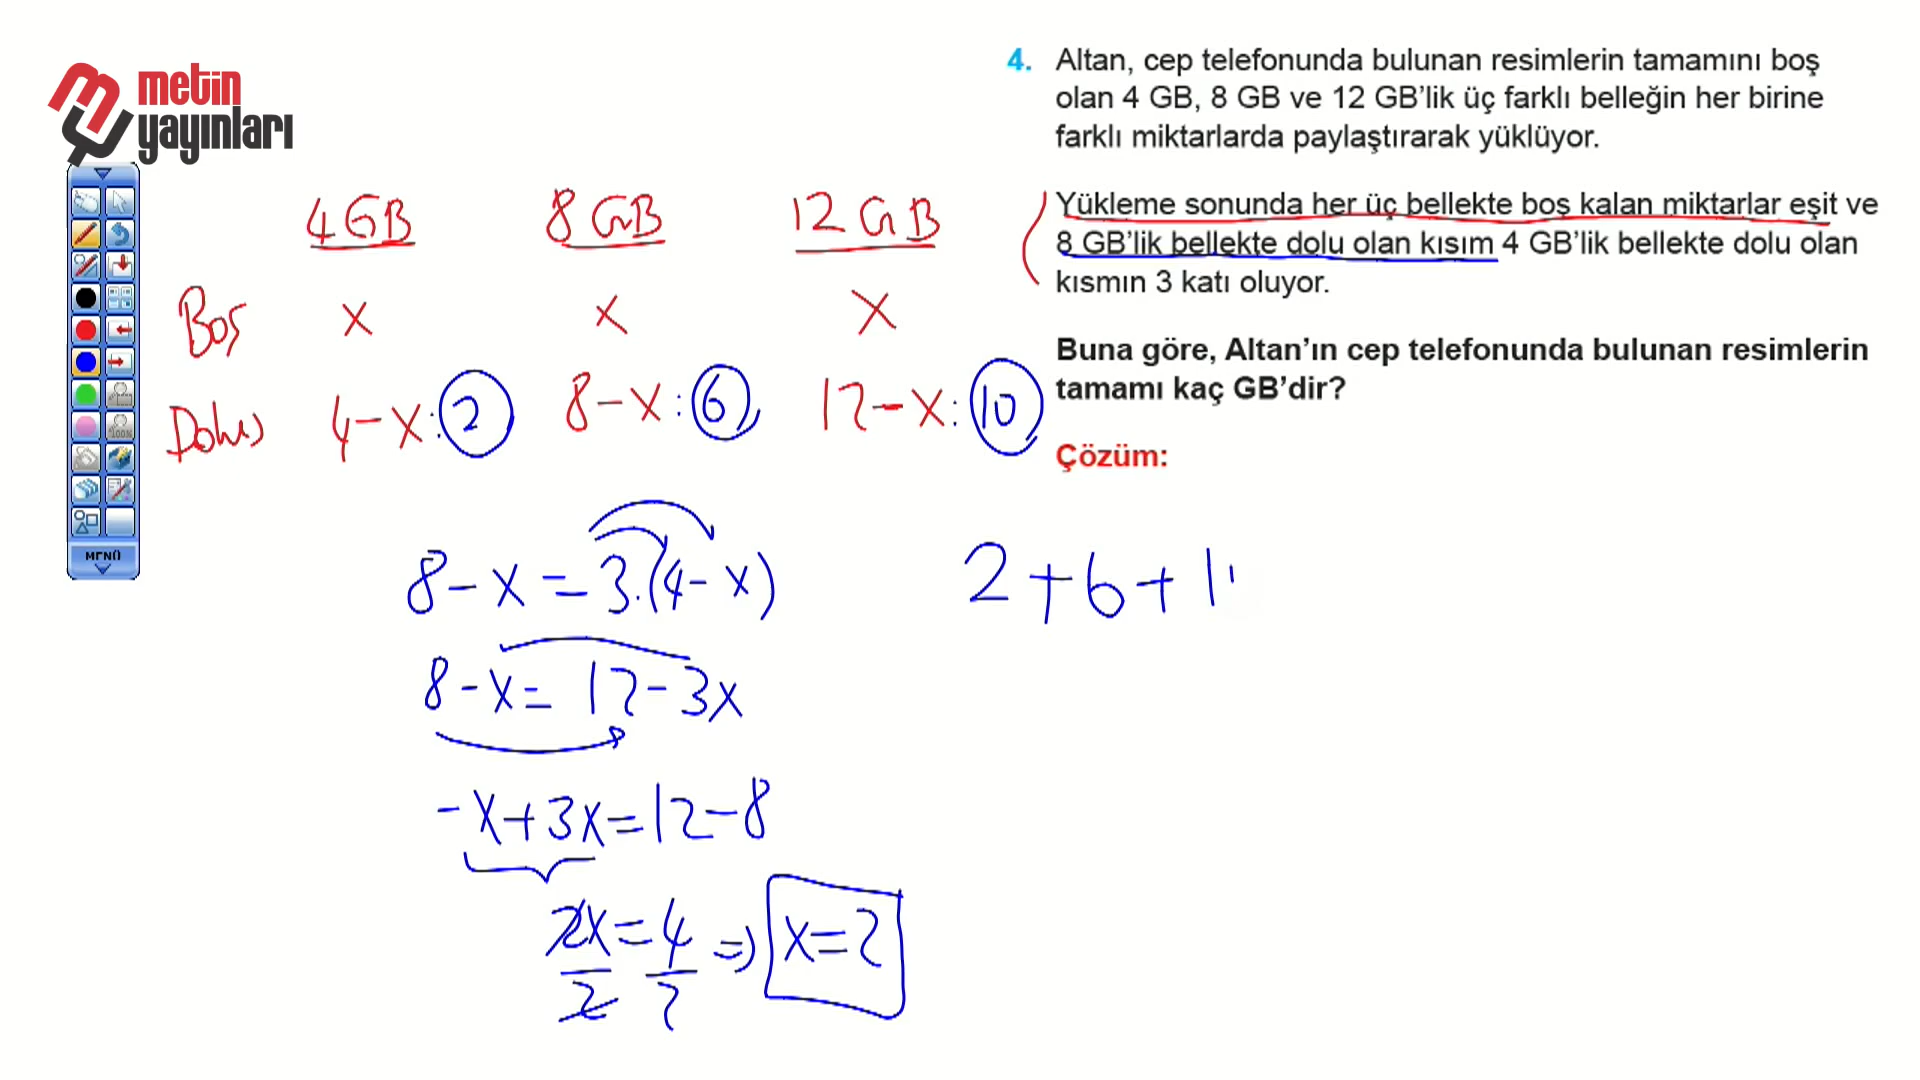 metin
yayınları
MENÜ
4. Altan, cep telefonunda bulunan resimlerin tamamını boş
olan 4 GB, 8 GB ve 12 GB’lik üç farklı belleğin her birine
farklı miktarlarda paylaştırarak yüklüyor.
Yükleme sonunda her üç bellekte boş kalan miktarlar eşit ve
8 GB’lik bellekte dolu olan kısım 4 GB’lik bellekte dolu olan
kısmın 3 katı oluyor.
Buna göre, Altan’ın cep telefonunda bulunan resimlerin
tamamı kaç GB’dir?
Çözüm:
4 GB 8 GB 12 GB
Boş x x x
Dolu 4-x:2 8-x:6 12-x:10
8-x=3.(4-x)
8-x=12-3x
-x+3x=12-8
2x=4 => x=2
2 2
2+6+1